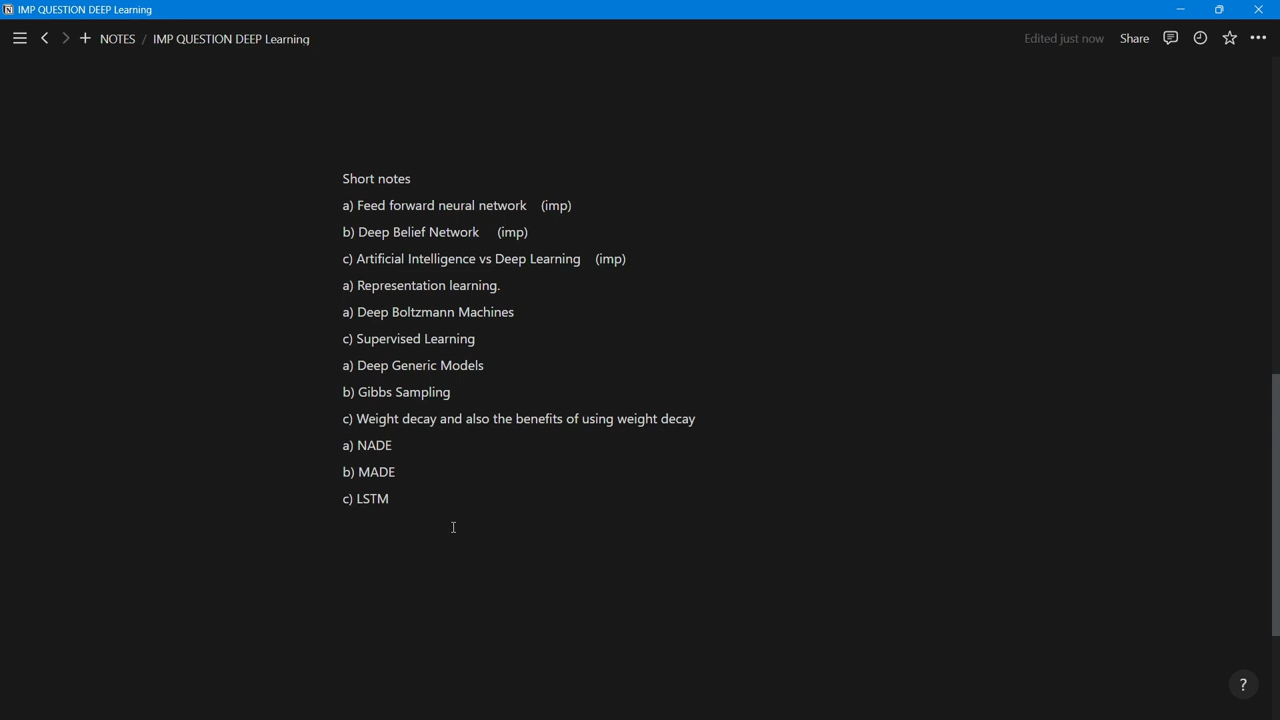 IMP QUESTION DEEP Learning
NOTES / IMP QUESTION DEEP Learning
Edited just now Share
Short notes
a) Feed forward neural network (imp)
b) Deep Belief Network (imp)
c) Artificial Intelligence vs Deep Learning (imp)
a) Representation learning.
a) Deep Boltzmann Machines
c) Supervised Learning
a) Deep Generic Models
b) Gibbs Sampling
c) Weight decay and also the benefits of using weight decay
a) NADE
b) MADE
c) LSTM
?